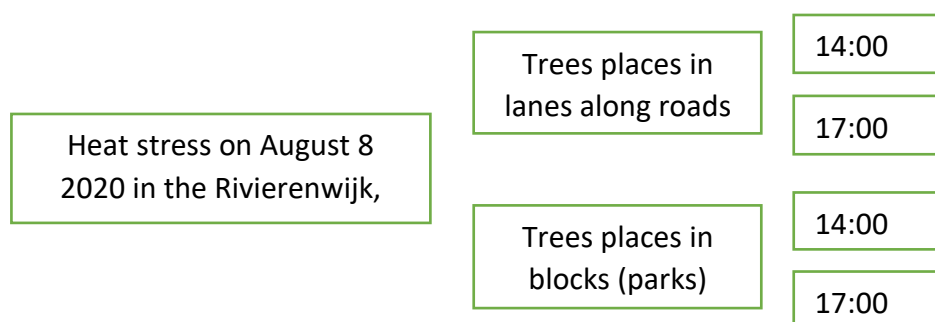 Heat stress on August 8
2020 in the Rivierenwijk,
Trees places in
lanes along roads
14:00
17:00
Trees places in
blocks (parks)
14:00
17:00